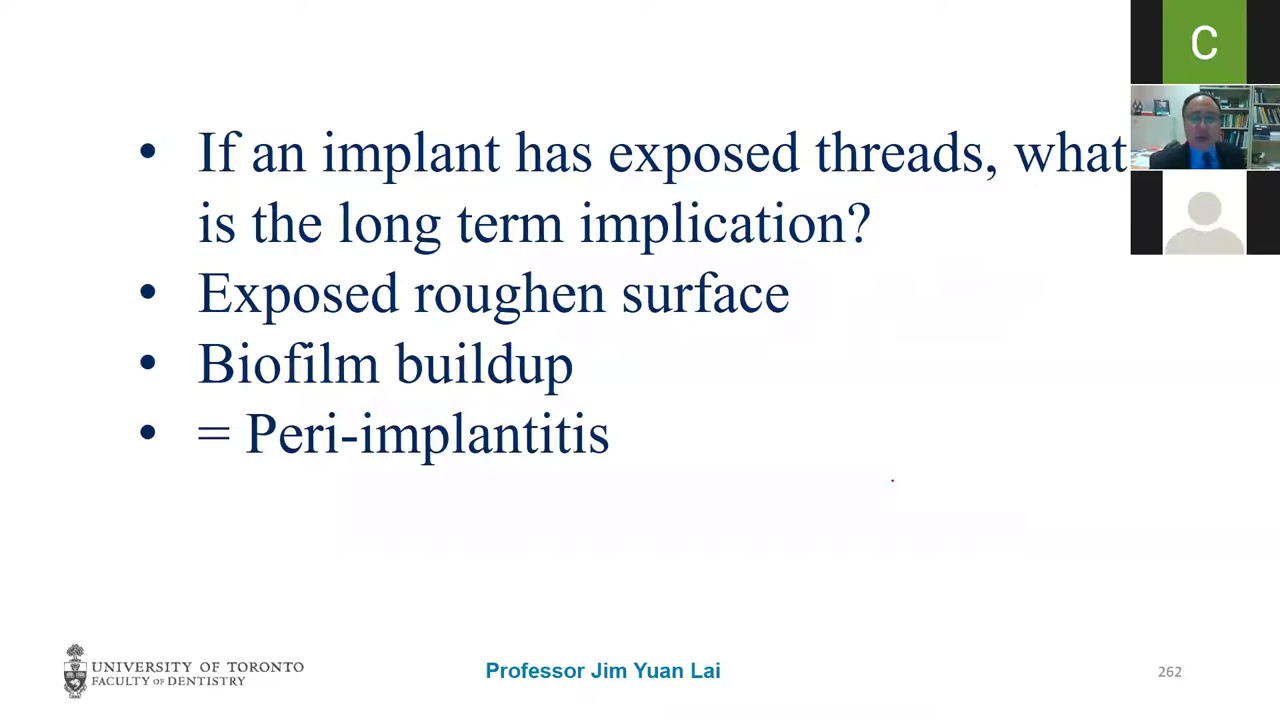 • If an implant has exposed threads, what
is the long term implication?
• Exposed roughen surface
• Biofilm buildup
• = Peri-implantitis
C
UNIVERSITY OF TORONTO
FACULTY OF DENTISTRY
Professor Jim Yuan Lai
262